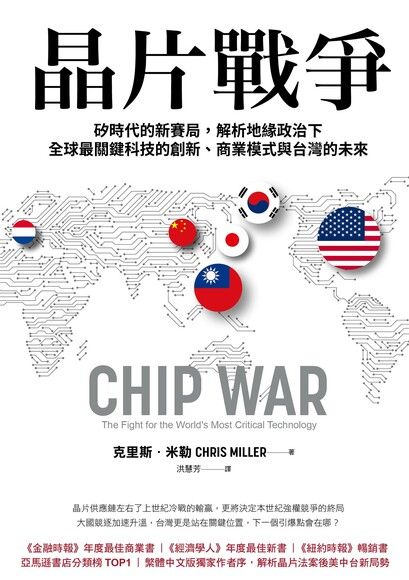 晶片戰爭
矽時代的新賽局，解析地緣政治下
全球最關鍵科技的創新、商業模式與台灣的未來
CHIP WAR
The Fight for the World's Most Critical Technology
克里斯・米勒 CHRIS MILLER——著
洪慧芳——譯
晶片供應鏈左右了上世紀冷戰的輸贏，更將決定本世紀強權競爭的終局
大國競逐加速升溫，台灣更是站在關鍵位置，下一個引爆點會在哪？
《金融時報》年度最佳商業書｜《經濟學人》年度最佳新書｜《紐約時報》暢銷書
亞馬遜書店分類榜 TOP1｜繁體中文版獨家作者序，解析晶片法案後美中台新局勢